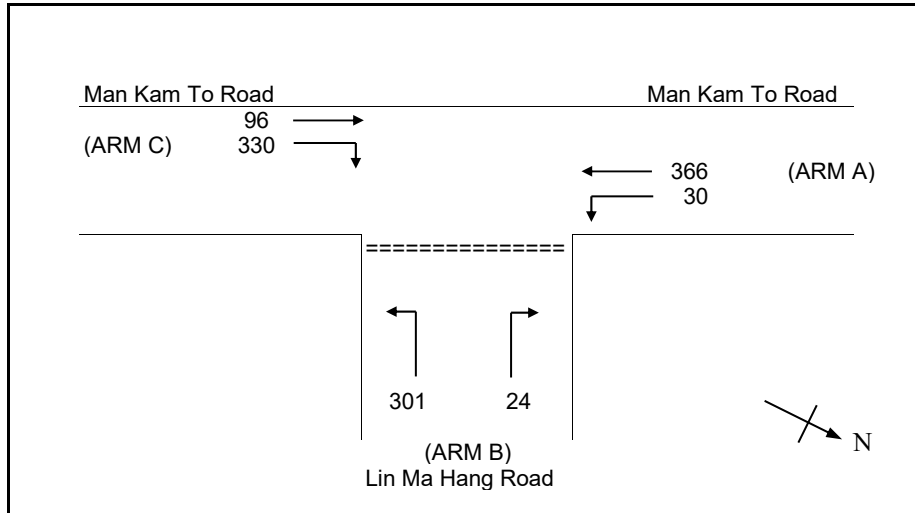 Man Kam To Road Man Kam To Road
96
(ARM C) 330
366 (ARM A)
30
301 24
N
(ARM B)
Lin Ma Hang Road